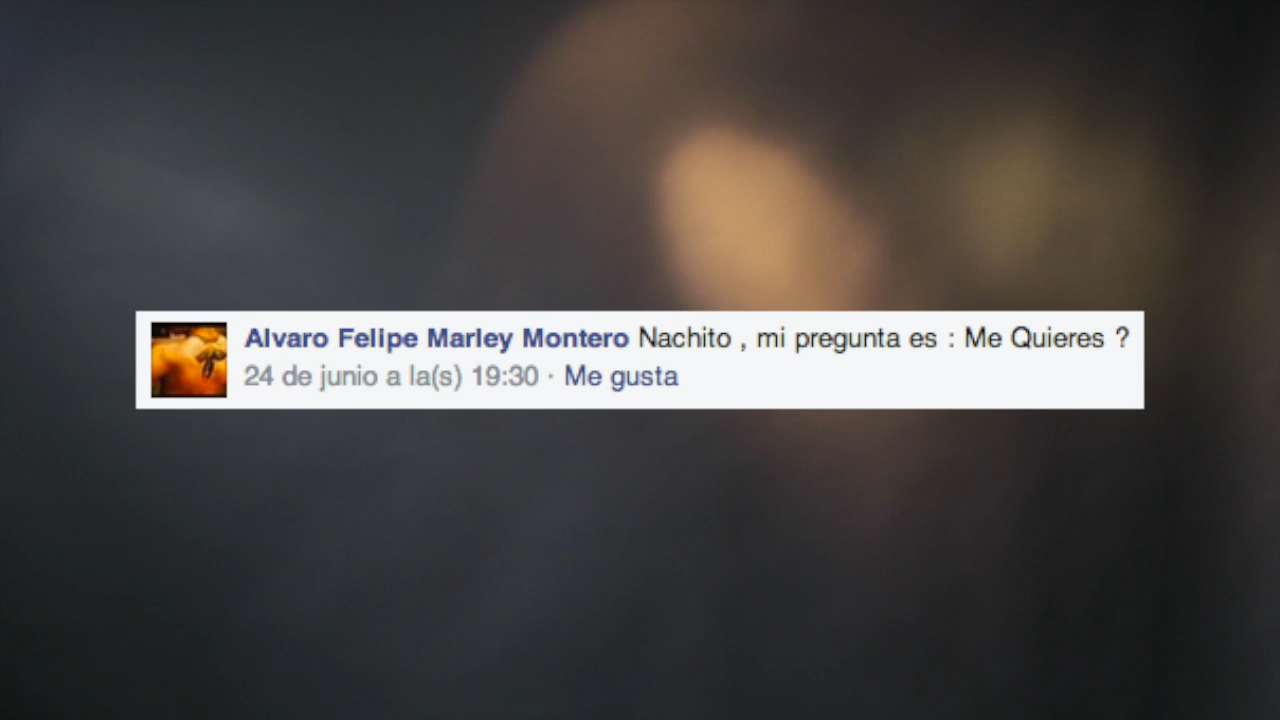 Alvaro Felipe Marley Montero Nachito , mi pregunta es : Me Quieres ?
24 de junio a la(s) 19:30 · Me gusta